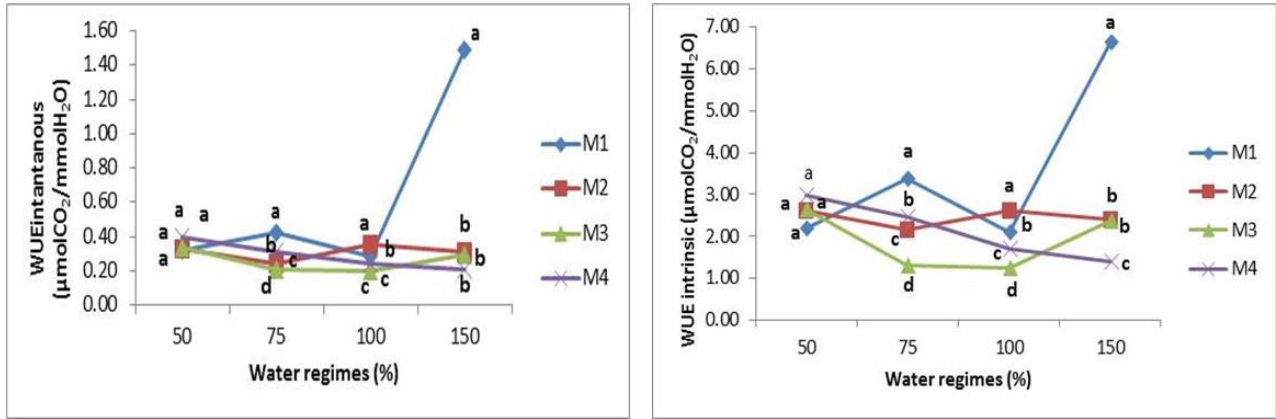 WUEintantanous
(µmolCO₂/mmolH₂O)
1.60
1.40
1.20
1.00
0.80
0.60
0.40
0.20
0.00
a
a
a
a
a
a
b
c
d
a
b
c
c
b
b
b
50
75
100
150
Water regimes (%)
M1
M2
M3
M4
WUE intrinsic (µmolCO₂/mmolH₂O)
7.00
6.00
5.00
4.00
3.00
2.00
1.00
0.00
a
a
a
a
a
b
c
d
a
b
c
d
a
b
b
c
50
75
100
150
Water regimes (%)
M1
M2
M3
M4